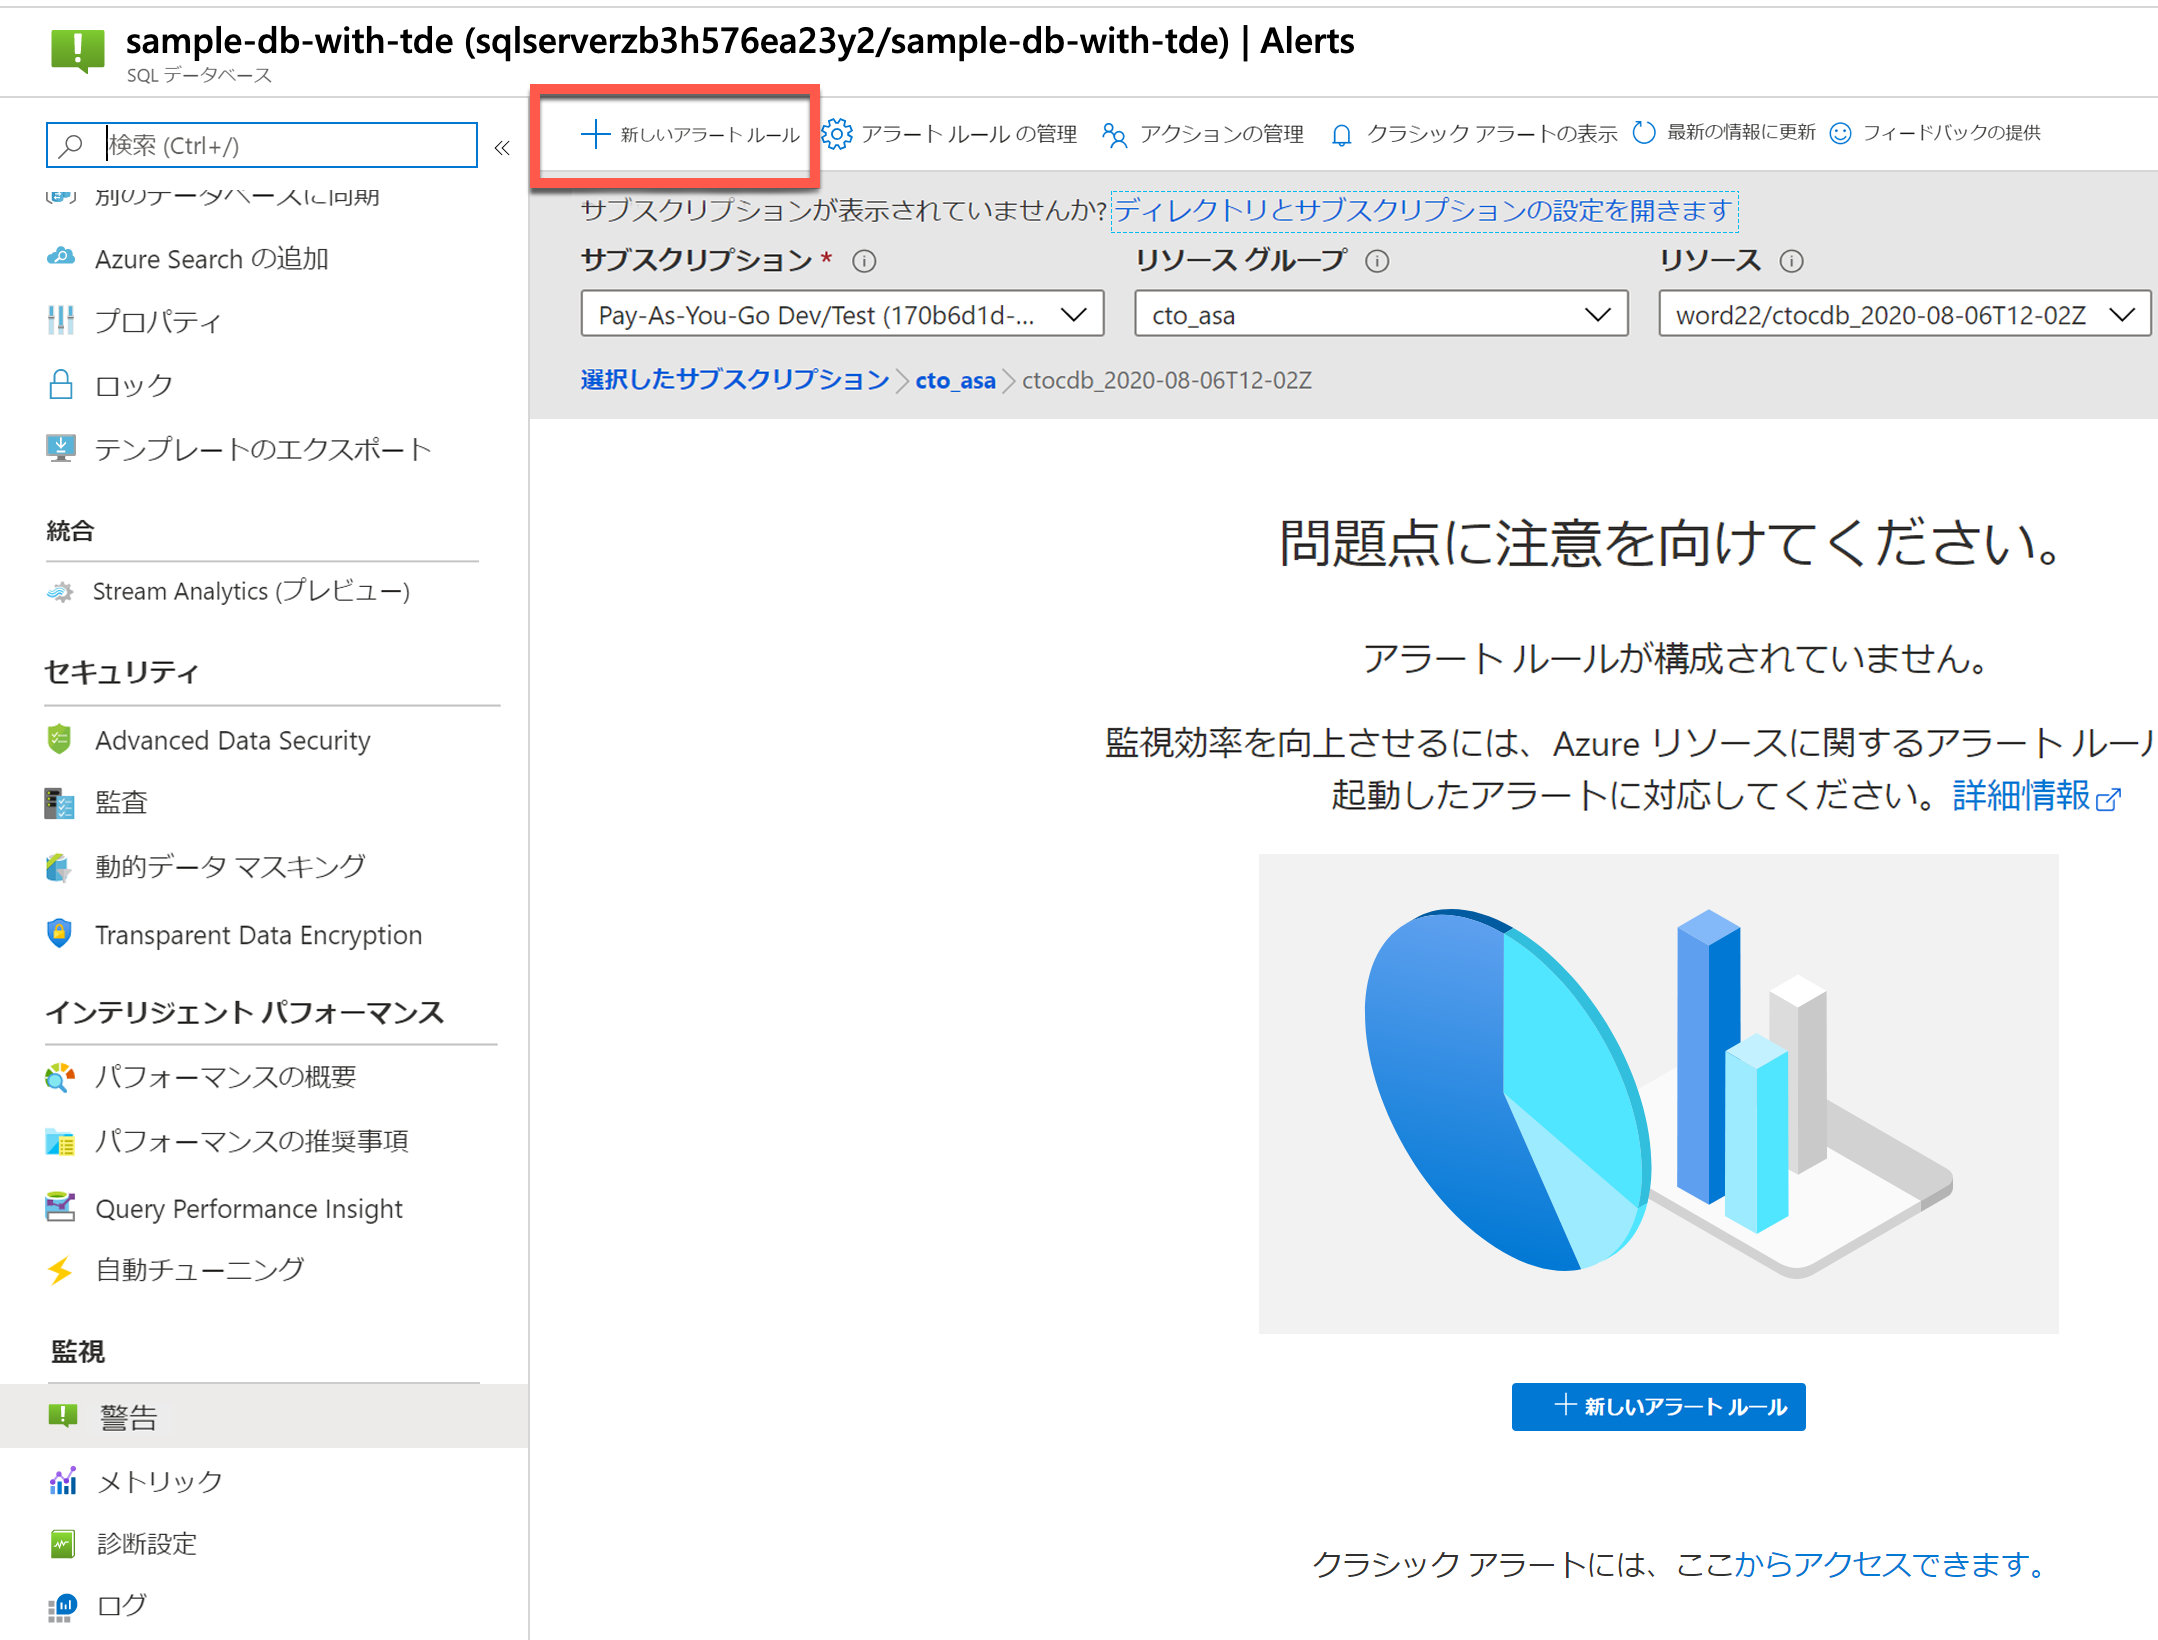 sample-db-with-tde (sqlserverzb3h576ea23y2/sample-db-with-tde) | Alerts
SQL データベース
検索 (Ctrl+/)
«
新しいアラート ルール
アラート ルール の管理
アクションの管理
クラシック アラートの表示
最新の情報に更新
フィードバックの提供
別のデータベースに同期
Azure Search の追加
プロパティ
ロック
テンプレートのエクスポート
統合
Stream Analytics (プレビュー)
セキュリティ
Advanced Data Security
監査
動的データ マスキング
Transparent Data Encryption
インテリジェント パフォーマンス
パフォーマンスの概要
パフォーマンスの推奨事項
Query Performance Insight
自動チューニング
監視
警告
メトリック
診断設定
ログ
サブスクリプションが表示されていませんか? ディレクトリとサブスクリプションの設定を開きます
サブスクリプション *
リソース グループ
リソース
Pay-As-You-Go Dev/Test (170b6d1d-...
cto_asa
word22/ctocdb_2020-08-06T12-02Z
選択したサブスクリプション > cto_asa > ctocdb_2020-08-06T12-02Z
問題点に注意を向けてください。
アラート ルールが構成されていません。
監視効率を向上させるには、Azure リソースに関するアラート ルール
起動したアラートに対応してください。詳細情報
新しいアラート ルール
クラシック アラートには、ここからアクセスできます。